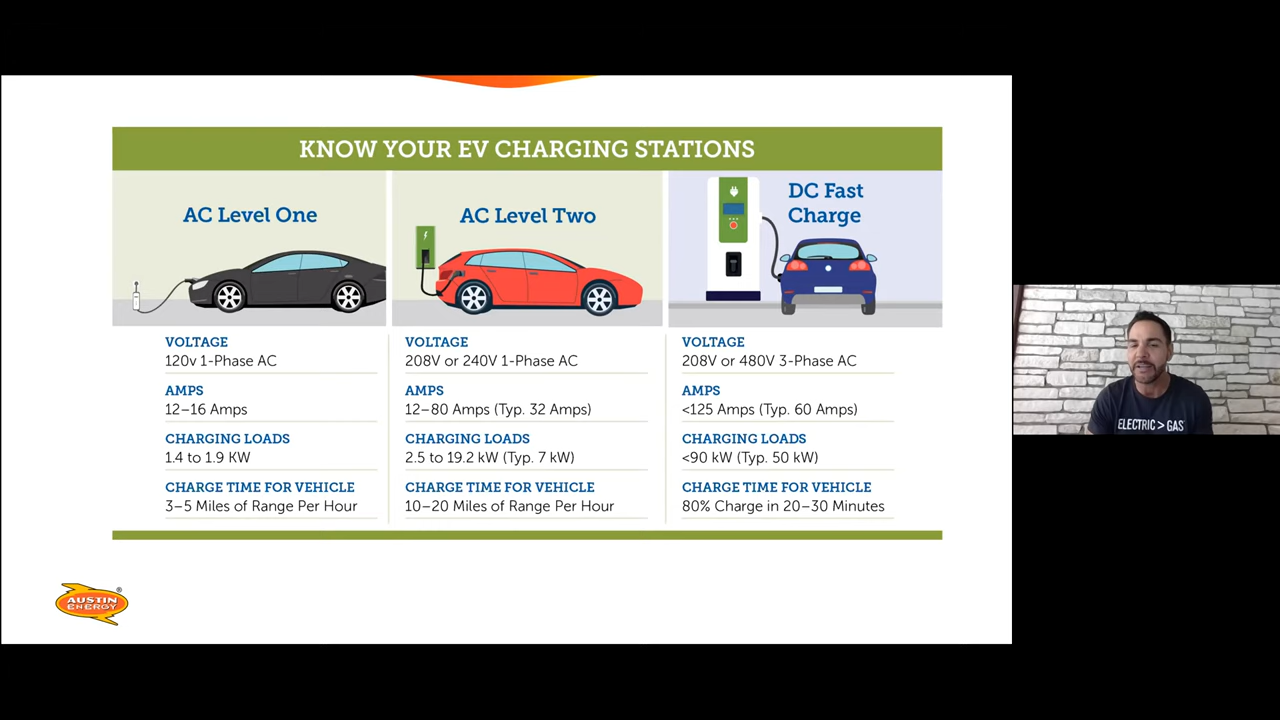 KNOW YOUR EV CHARGING STATIONS
AC Level One
VOLTAGE
120v 1-Phase AC
AMPS
12–16 Amps
CHARGING LOADS
1.4 to 1.9 KW
CHARGE TIME FOR VEHICLE
3–5 Miles of Range Per Hour
AC Level Two
VOLTAGE
208V or 240V 1-Phase AC
AMPS
12–80 Amps (Typ. 32 Amps)
CHARGING LOADS
2.5 to 19.2 kW (Typ. 7 kW)
CHARGE TIME FOR VEHICLE
10–20 Miles of Range Per Hour
DC Fast
Charge
VOLTAGE
208V or 480V 3-Phase AC
AMPS
<125 Amps (Typ. 60 Amps)
CHARGING LOADS
<90 kW (Typ. 50 kW)
CHARGE TIME FOR VEHICLE
80% Charge in 20–30 Minutes
AUSTIN
ENERGY®
ELECTRIC > GAS